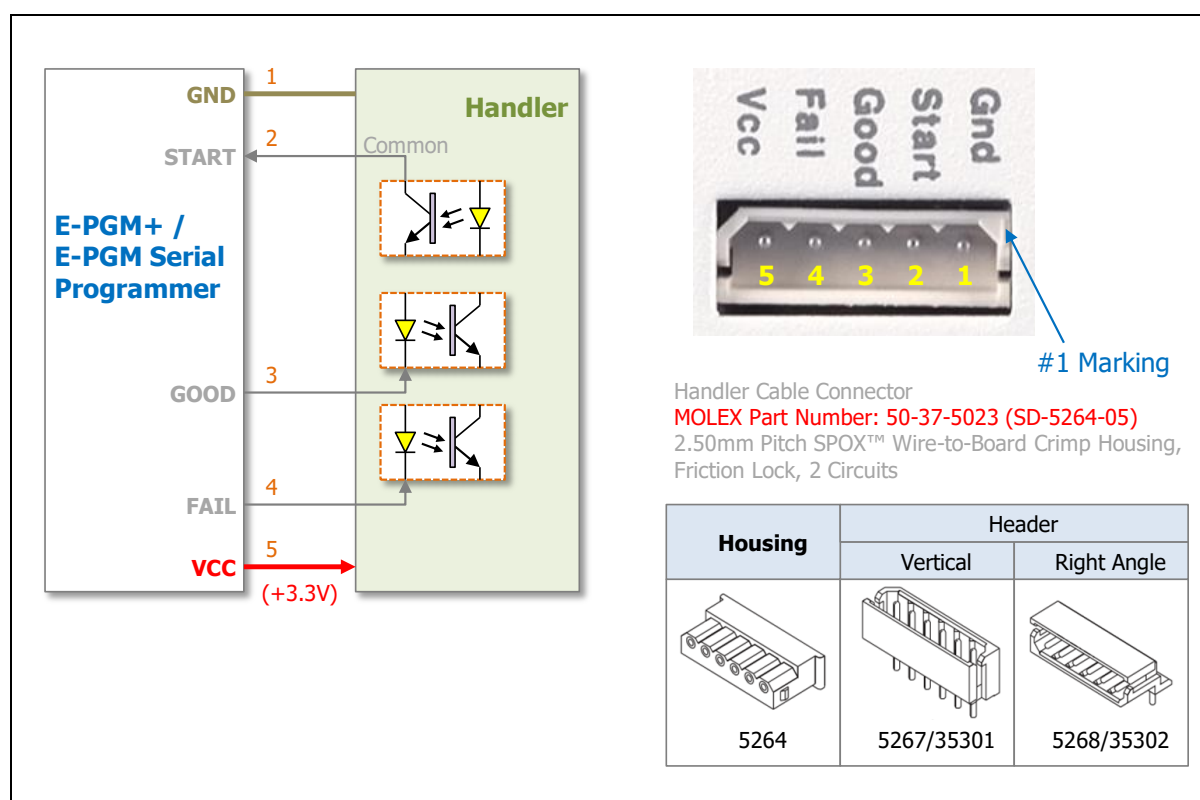 1
GND
Handler
2
START
Common
E-PGM+ /
E-PGM Serial
Programmer
3
GOOD
4
FAIL
5
VCC
(+3.3V)
Vcc
Fail
Good
Start
Gnd
5 4 3 2 1
#1 Marking
Handler Cable Connector
MOLEX Part Number: 50-37-5023 (SD-5264-05)
2.50mm Pitch SPOX™ Wire-to-Board Crimp Housing,
Friction Lock, 2 Circuits
Housing
Header
Vertical
Right Angle
5264
5267/35301
5268/35302